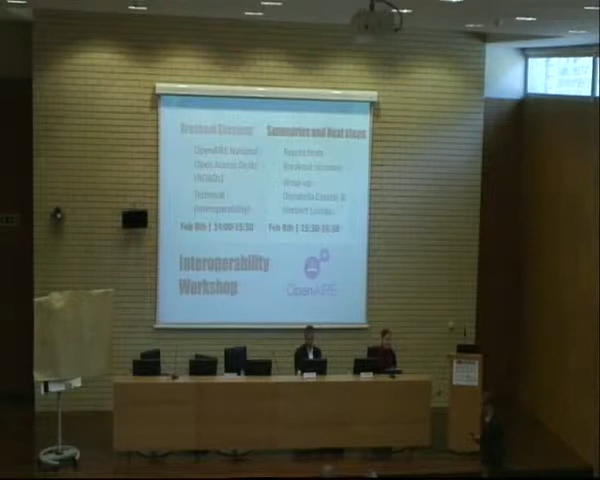 Breakout Sessions
OpenAIRE National
Open Access Desks
(NOADs)
Technical
(Interoperability)
Feb 8th | 14:00-15:30
Summaries and Next steps
Reports from
Breakout sessions
Wrap-up
Feb 8th | 15:30-16:30
Interoperability
Workshop
OpenAIRE